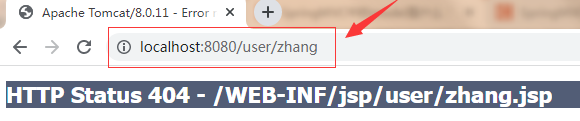 Apache Tomcat/8.0.11 - Error
localhost:8080/user/zhang
HTTP Status 404 - /WEB-INF/jsp/user/zhang.jsp